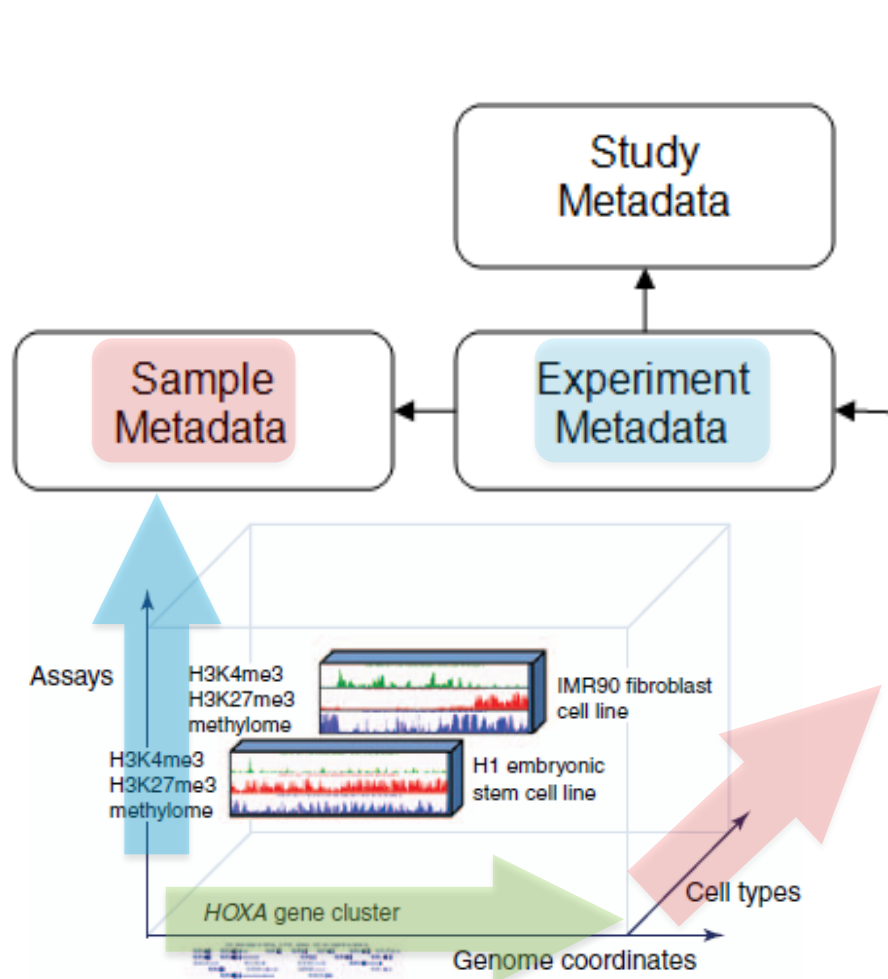 Study
Metadata
Sample
Metadata
Experiment
Metadata
Assays
H3K4me3
H3K27me3
methylome
IMR90 fibroblast
cell line
H3K4me3
H3K27me3
methylome
H1 embryonic
stem cell line
Cell types
HOXA gene cluster
Genome coordinates